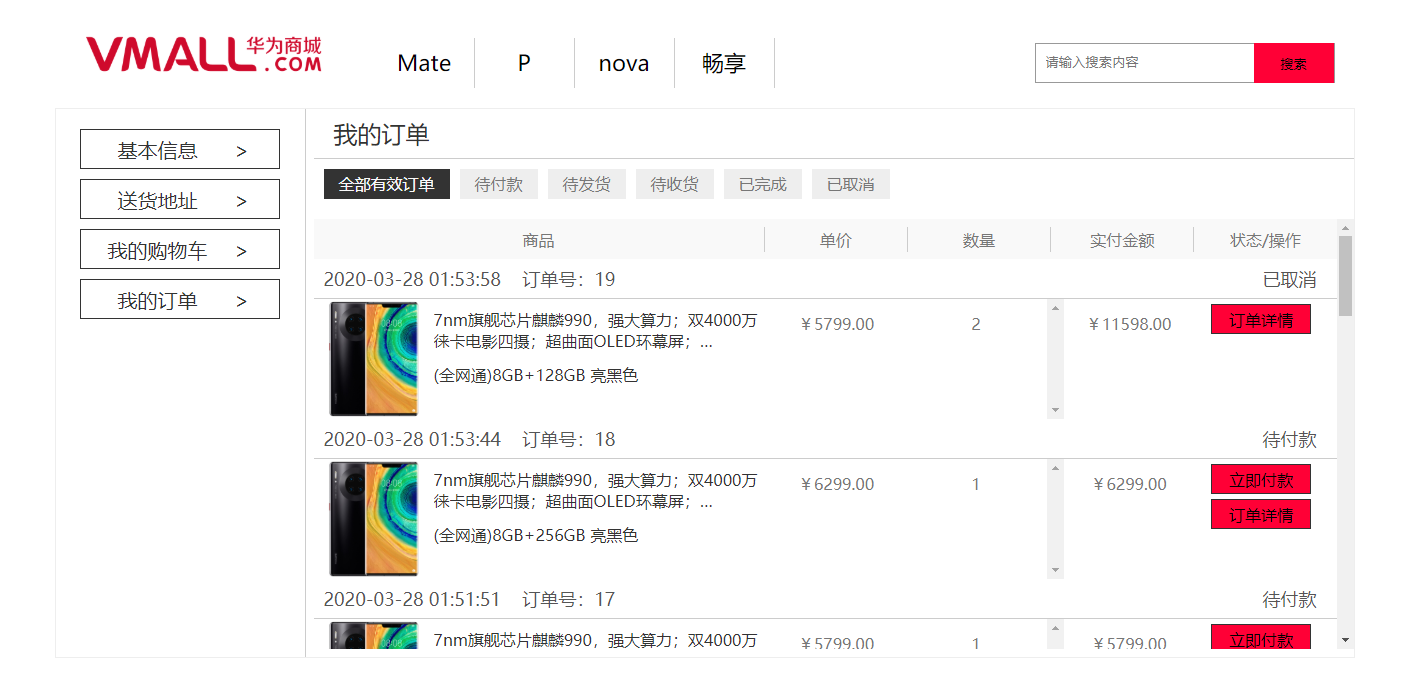 VMALL华为商城
.COM
Mate
P
nova
畅享
请输入搜索内容
搜索
基本信息 >
送货地址 >
我的购物车 >
我的订单 >
我的订单
全部有效订单 待付款 待发货 待收货 已完成 已取消
商品 单价 数量 实付金额 状态/操作
2020-03-28 01:53:58 订单号：19 已取消
7nm旗舰芯片麒麟990，强大算力；双4000万 ￥5799.00 2 ￥11598.00 订单详情
徕卡电影四摄；超曲面OLED环幕屏；...
(全网通)8GB+128GB 亮黑色
2020-03-28 01:53:44 订单号：18 待付款
7nm旗舰芯片麒麟990，强大算力；双4000万 ￥6299.00 1 ￥6299.00 立即付款
徕卡电影四摄；超曲面OLED环幕屏；... 订单详情
(全网通)8GB+256GB 亮黑色
2020-03-28 01:51:51 订单号：17 待付款
7nm旗舰芯片麒麟990，强大算力；双4000万 ￥5799.00 1 ￥5799.00 立即付款